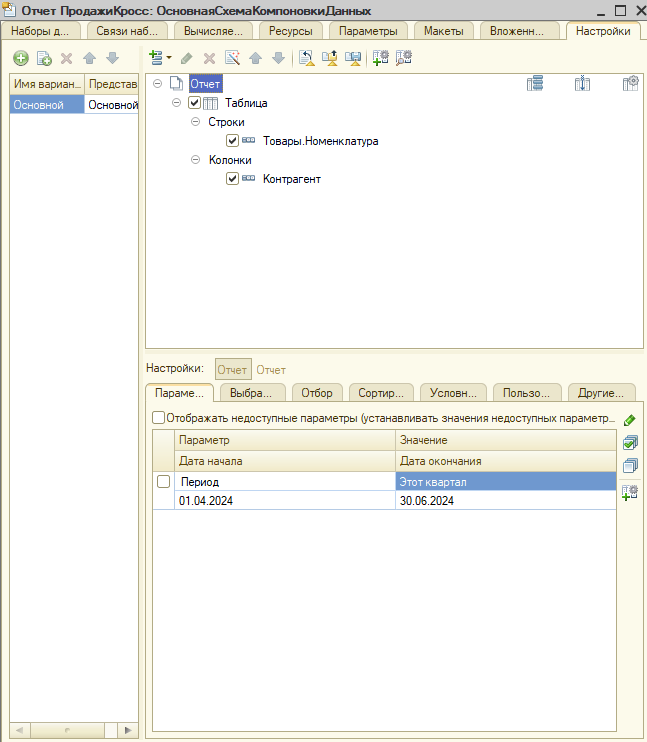 Отчет ПродажиКросс: ОсновнаяСхемаКомпоновкиДанных
Наборы д... Связи наб... Вычисляе... Ресурсы Параметры Макеты Вложенн... Настройки
Имя вариан... Представ
Основной Основной
Отчет
Таблица
Строки
Товары.Номенклатура
Колонки
Контрагент
Настройки: Отчет Отчет
Параме... Выбра... Отбор Сортир... Условн... Пользо... Другие...
Отображать недоступные параметры (устанавливать значения недоступных параметр...
Параметр Значение
Дата начала Дата окончания
Период Этот квартал
01.04.2024 30.06.2024